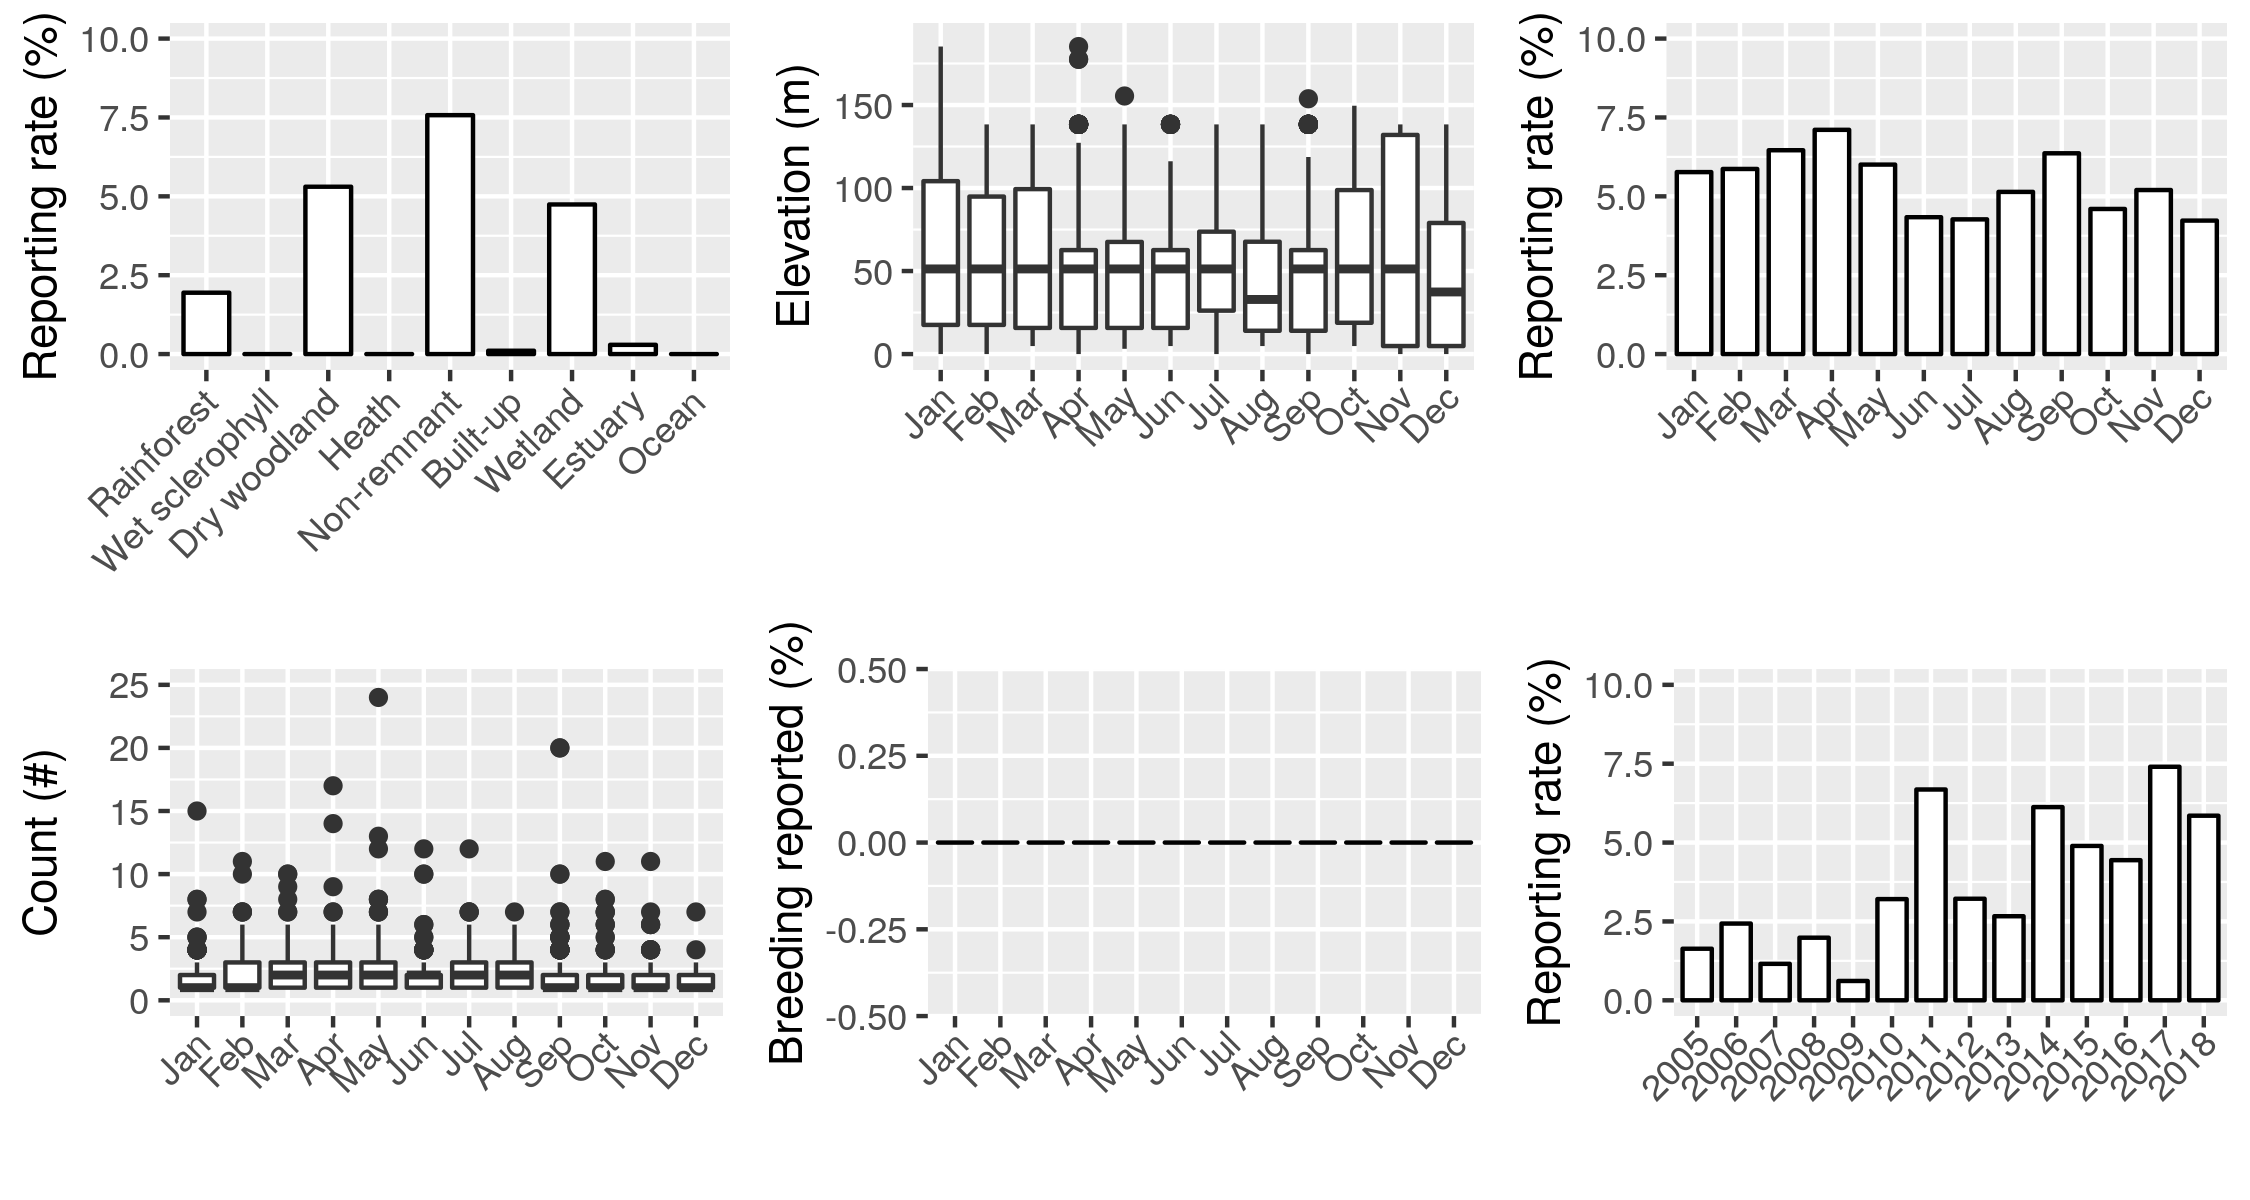 Reporting rate (%)
10.0
7.5
5.0
2.5
0.0
Rainforest
Wet sclerophyll
Dry woodland
Heath
Non-remnant
Built-up
Wetland
Estuary
Ocean
Elevation (m)
150
100
50
0
Jan
Feb
Mar
Apr
May
Jun
Jul
Aug
Sep
Oct
Nov
Dec
Reporting rate (%)
10.0
7.5
5.0
2.5
0.0
Jan
Feb
Mar
Apr
May
Jun
Jul
Aug
Sep
Oct
Nov
Dec
Count (#)
25
20
15
10
5
0
Jan
Feb
Mar
Apr
May
Jun
Jul
Aug
Sep
Oct
Nov
Dec
Breeding reported (%)
0.50
0.25
0.00
-0.25
-0.50
Jan
Feb
Mar
Apr
May
Jun
Jul
Aug
Sep
Oct
Nov
Dec
Reporting rate (%)
10.0
7.5
5.0
2.5
0.0
2005
2006
2007
2008
2009
2010
2011
2012
2013
2014
2015
2016
2017
2018